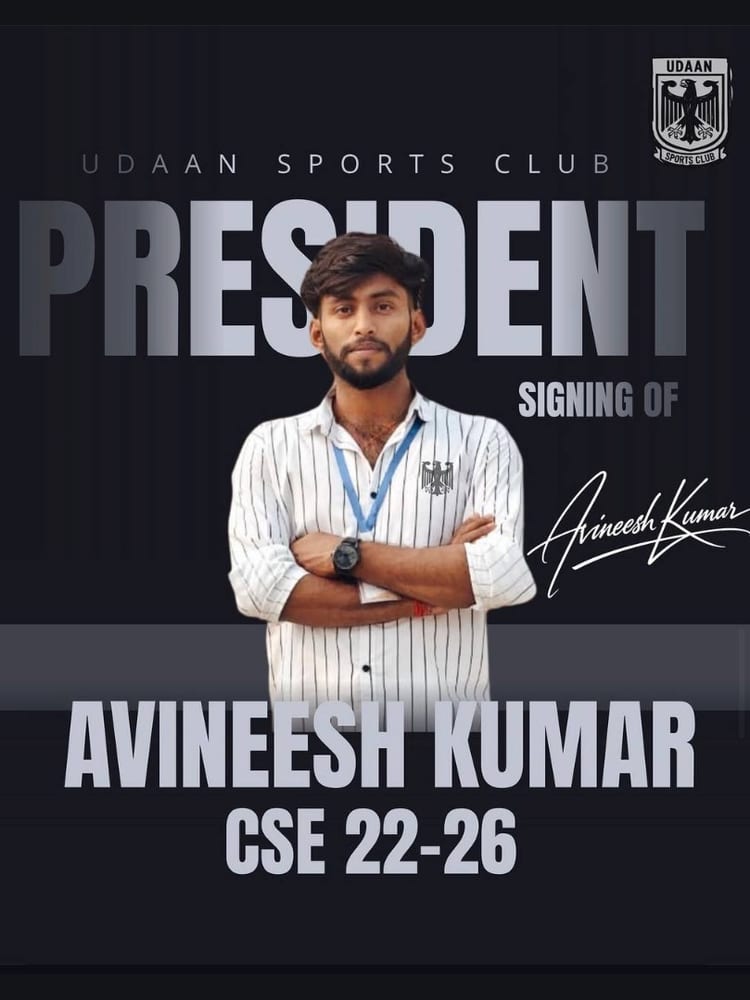 UDAAN
SPORTS CLUB
UDAAN SPORTS CLUB
PRESIDENT
SIGNING OF
Avineesh Kumar
AVINEESH KUMAR
CSE 22-26